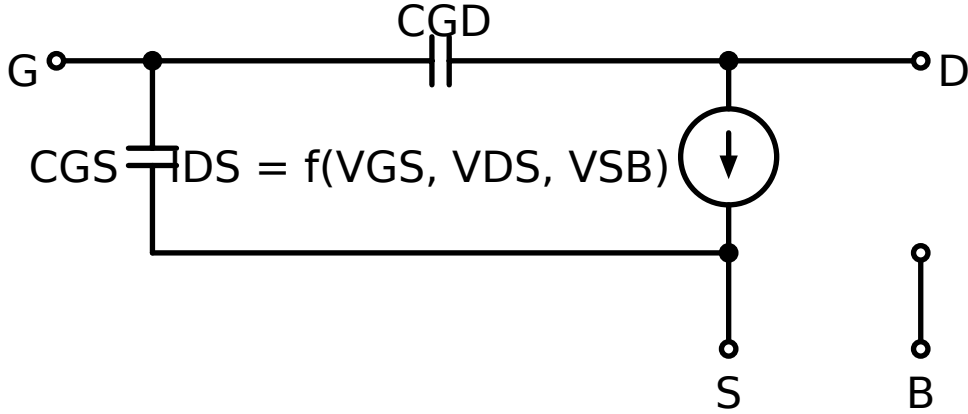 CGD
G
D
CGS
IDS = f(VGS, VDS, VSB)
S
B